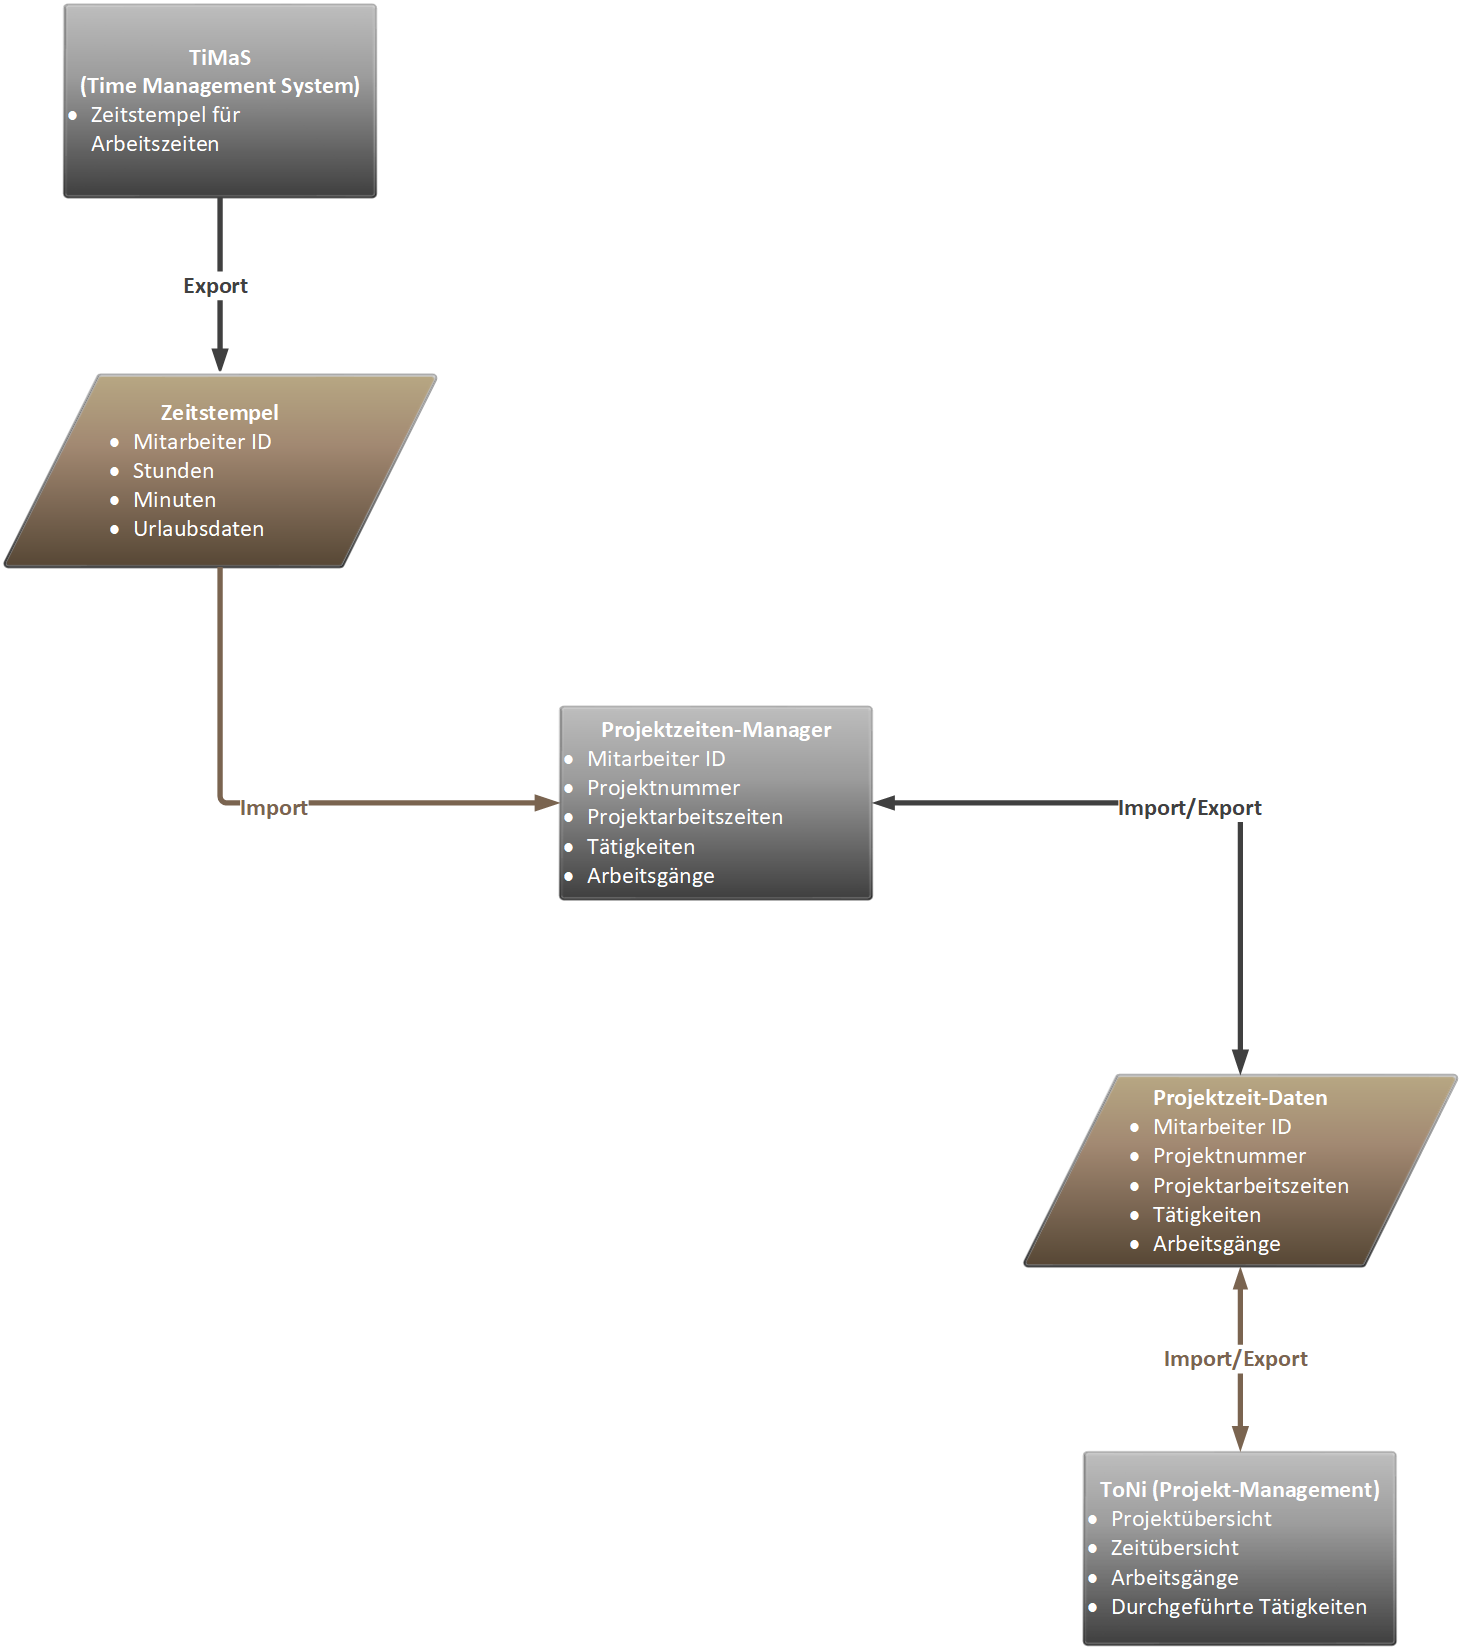 TiMaS
(Time Management System)
• Zeitstempel für
Arbeitszeiten
Export
Zeitstempel
• Mitarbeiter ID
• Stunden
• Minuten
• Urlaubsdaten
Import
Projektzeiten-Manager
• Mitarbeiter ID
• Projektnummer
• Projektarbeitszeiten
• Tätigkeiten
• Arbeitsgänge
Import/Export
Projektzeit-Daten
• Mitarbeiter ID
• Projektnummer
• Projektarbeitszeiten
• Tätigkeiten
• Arbeitsgänge
Import/Export
ToNi (Projekt-Management)
• Projektübersicht
• Zeitübersicht
• Arbeitsgänge
• Durchgeführte Tätigkeiten